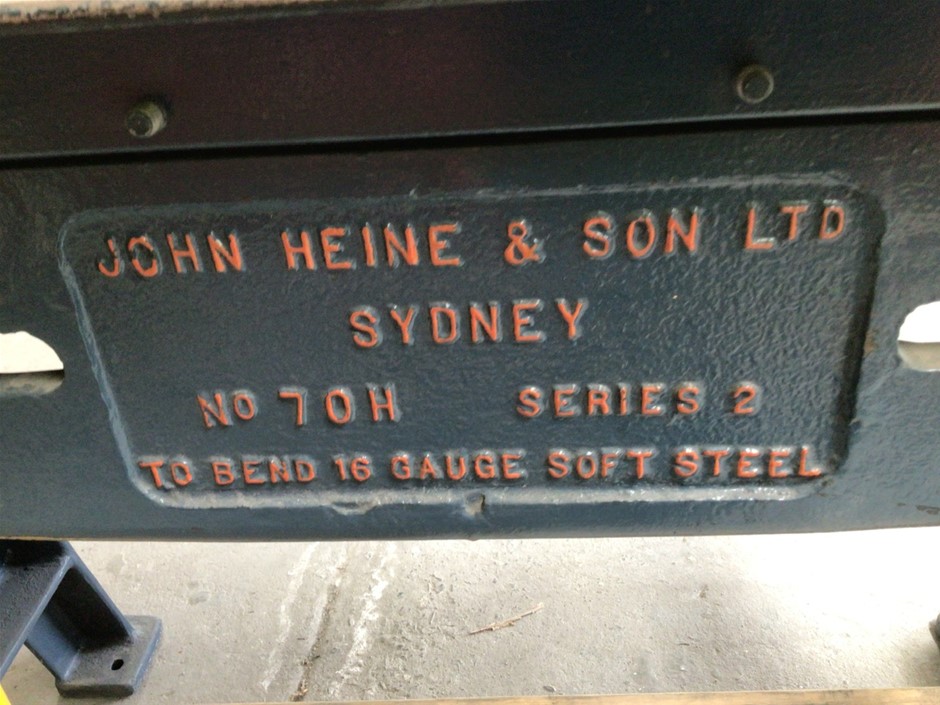 JOHN HEINE & SON LTD
SYDNEY
NO 70H SERIES 2
TO BEND 16 GAUGE SOFT STEEL